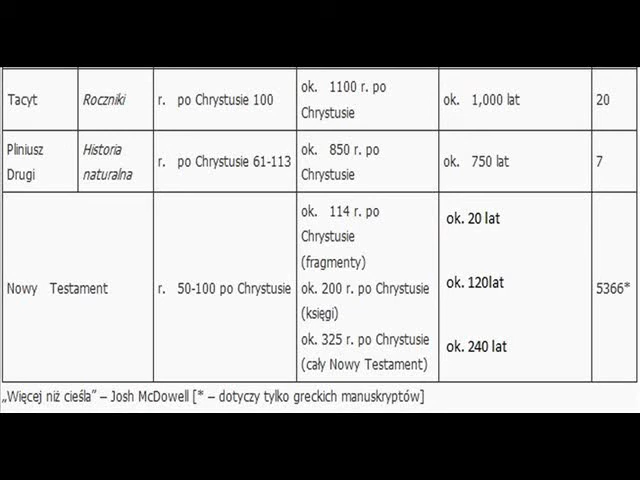 Tacyt Roczniki r. po Chrystusie 100 ok. 1100 r. po Chrystusie ok. 1,000 lat 20
Pliniusz Drugi Historia naturalna r. po Chrystusie 61-113 ok. 850 r. po Chrystusie ok. 750 lat 7
Nowy Testament r. 50-100 po Chrystusie
ok. 114 r. po
Chrystusie
(fragmenty)
ok. 200 r. po Chrystusie
(księgi)
ok. 325 r. po Chrystusie
(cały Nowy Testament)
ok. 20 lat
ok. 120lat
ok. 240 lat
5366*
„Więcej niż cieśla” – Josh McDowell [* – dotyczy tylko greckich manuskryptów]